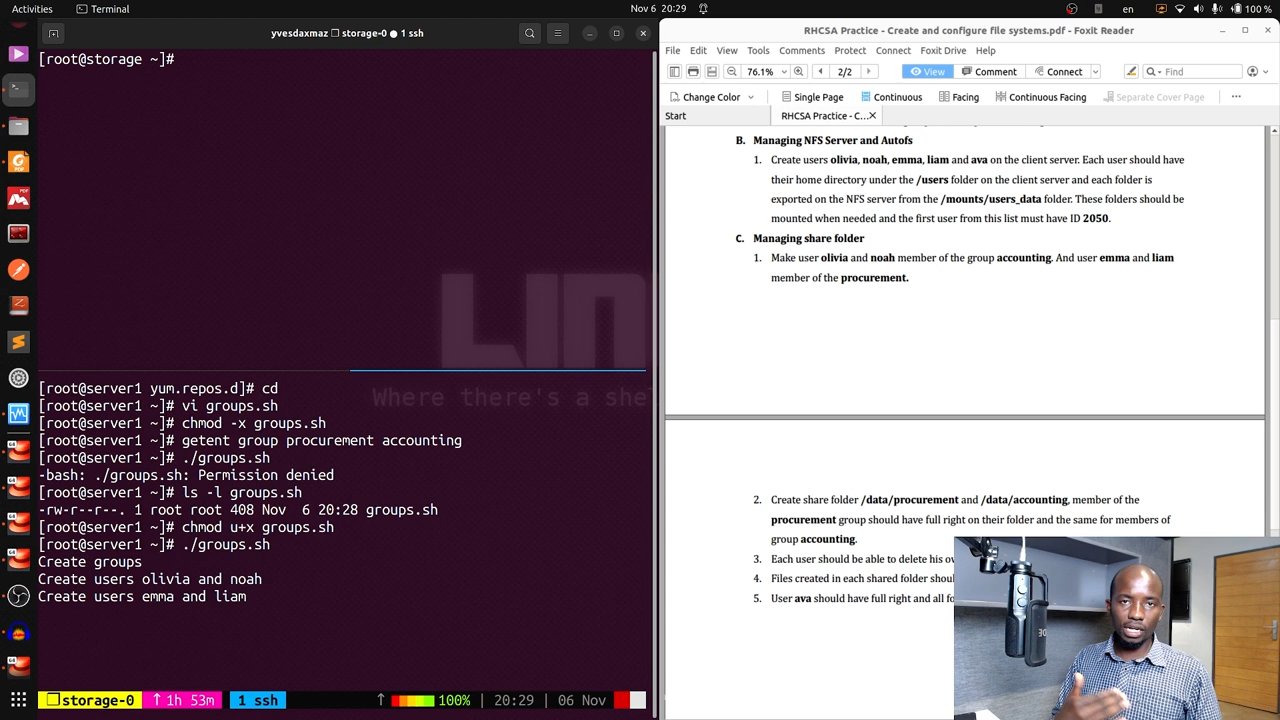 Activities
Terminal
Nov 6 20:29
100 %
yvesdaxmaz storage-0 ● 1 ssh
[root@storage ~]#
LIN
Where there's a she
[root@server1 yum.repos.d]# cd
[root@server1 ~]# vi groups.sh
[root@server1 ~]# chmod -x groups.sh
[root@server1 ~]# getent group procurement accounting
[root@server1 ~]# ./groups.sh
-bash: ./groups.sh: Permission denied
[root@server1 ~]# ls -l groups.sh
-rw-r--r--. 1 root root 408 Nov  6 20:28 groups.sh
[root@server1 ~]# chmod u+x groups.sh
[root@server1 ~]# ./groups.sh
Create groups
Create users olivia and noah
Create users emma and liam
storage-0 ↑ 1h 53m 1 ssh ↑ 100% | 20:29 | 06 Nov
RHCSA Practice - Create and configure file systems.pdf - Foxit Reader
File Edit View Tools Comments Protect Connect Foxit Drive Help
76.1% 2/2 View Comment Connect Find
Change Color Single Page Continuous Facing Continuous Facing Separate Cover Page ···
Start RHCSA Practice - C...
B. Managing NFS Server and Autofs
1. Create users olivia, noah, emma, liam and ava on the client server. Each user should have
their home directory under the /users folder on the client server and each folder is
exported on the NFS server from the /mounts/users_data folder. These folders should be
mounted when needed and the first user from this list must have ID 2050.
C. Managing share folder
1. Make user olivia and noah member of the group accounting. And user emma and liam
member of the procurement.
2. Create share folder /data/procurement and /data/accounting, member of the
procurement group should have full right on their folder and the same for members of
group accounting.
3. Each user should be able to delete his ow
4. Files created in each shared folder shoul
5. User ava should have full right and all fo